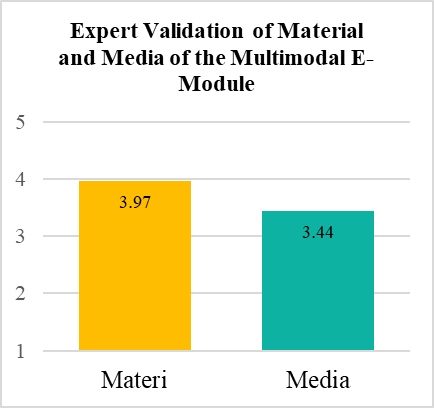 Expert Validation of Material
and Media of the Multimodal E-
Module
5
4
3
2
1
3.97
3.44
Materi
Media